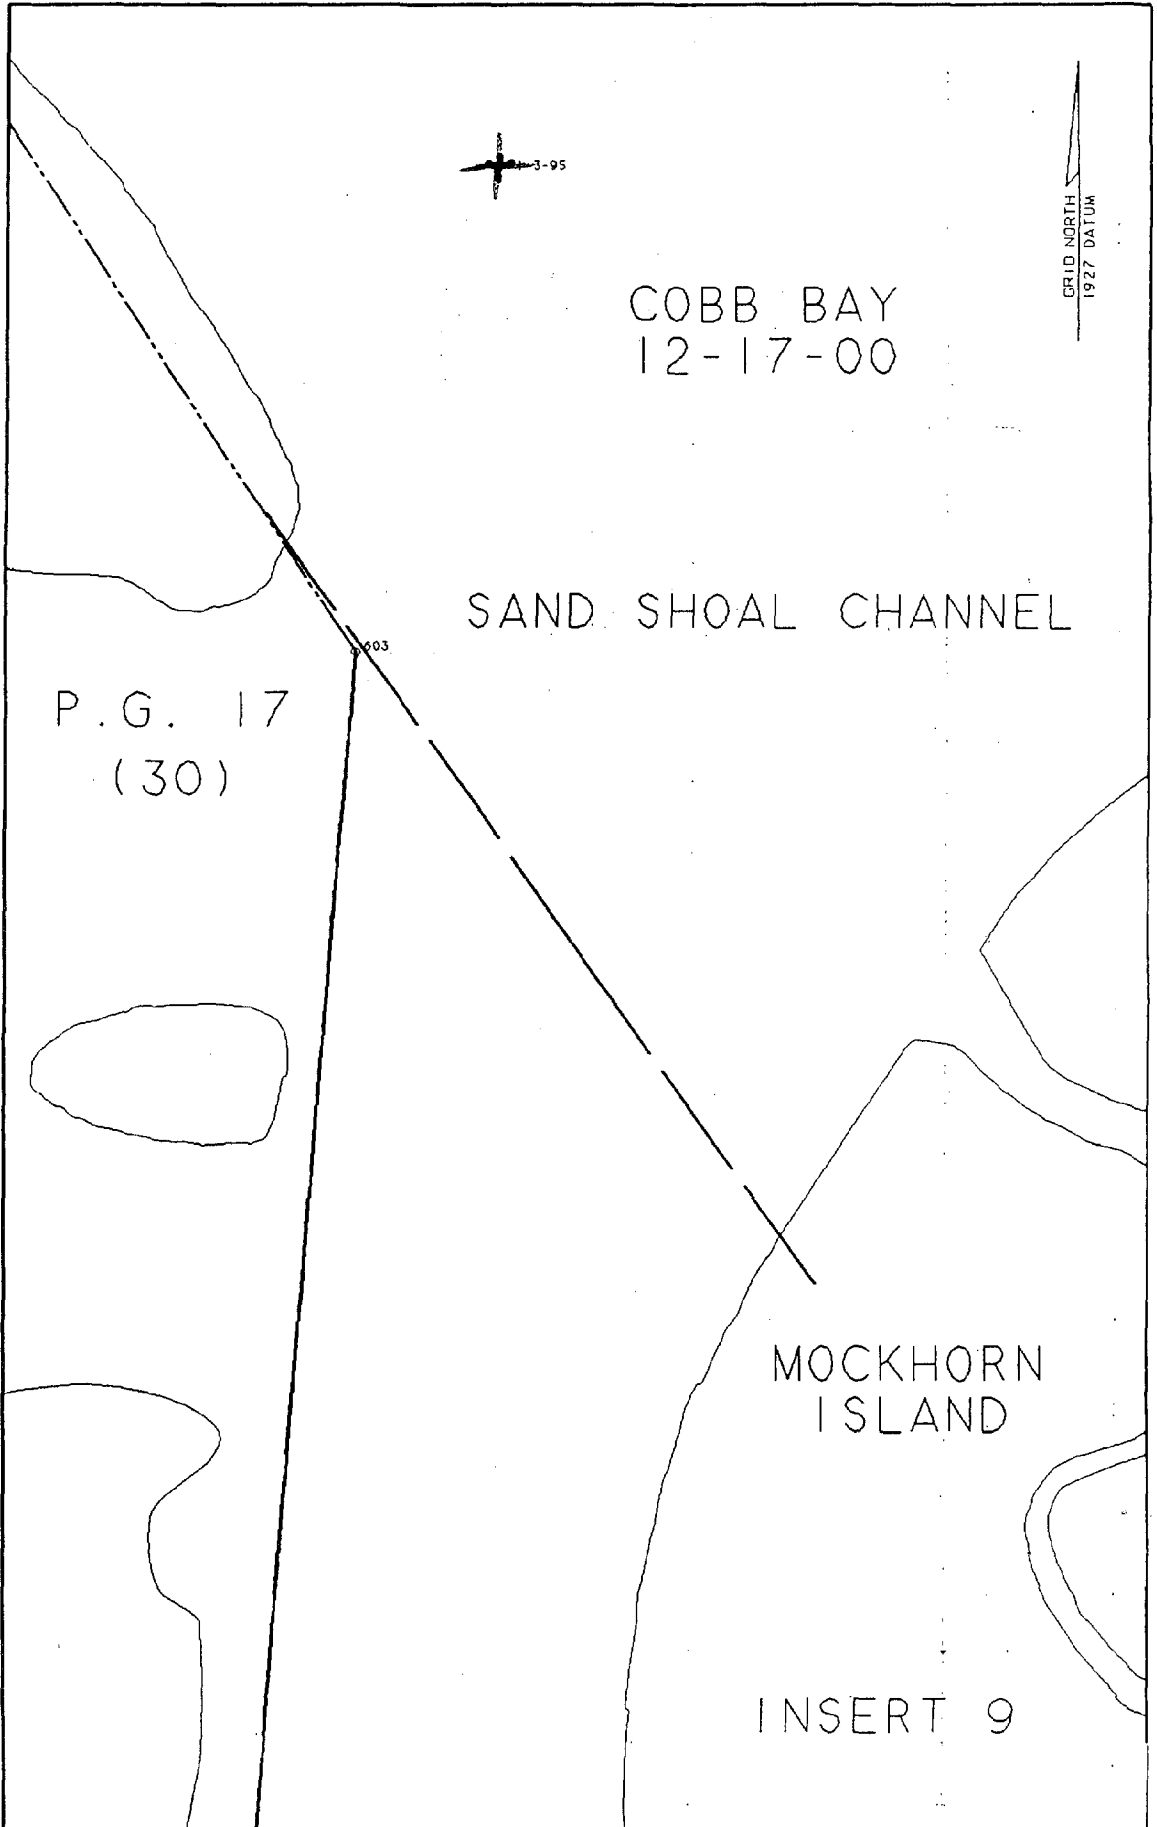 3-95
GRID NORTH
1927 DATUM
COBB BAY
12-17-00
SAND SHOAL CHANNEL
603
P.G. 17
(30)
MOCKHORN
ISLAND
INSERT 9